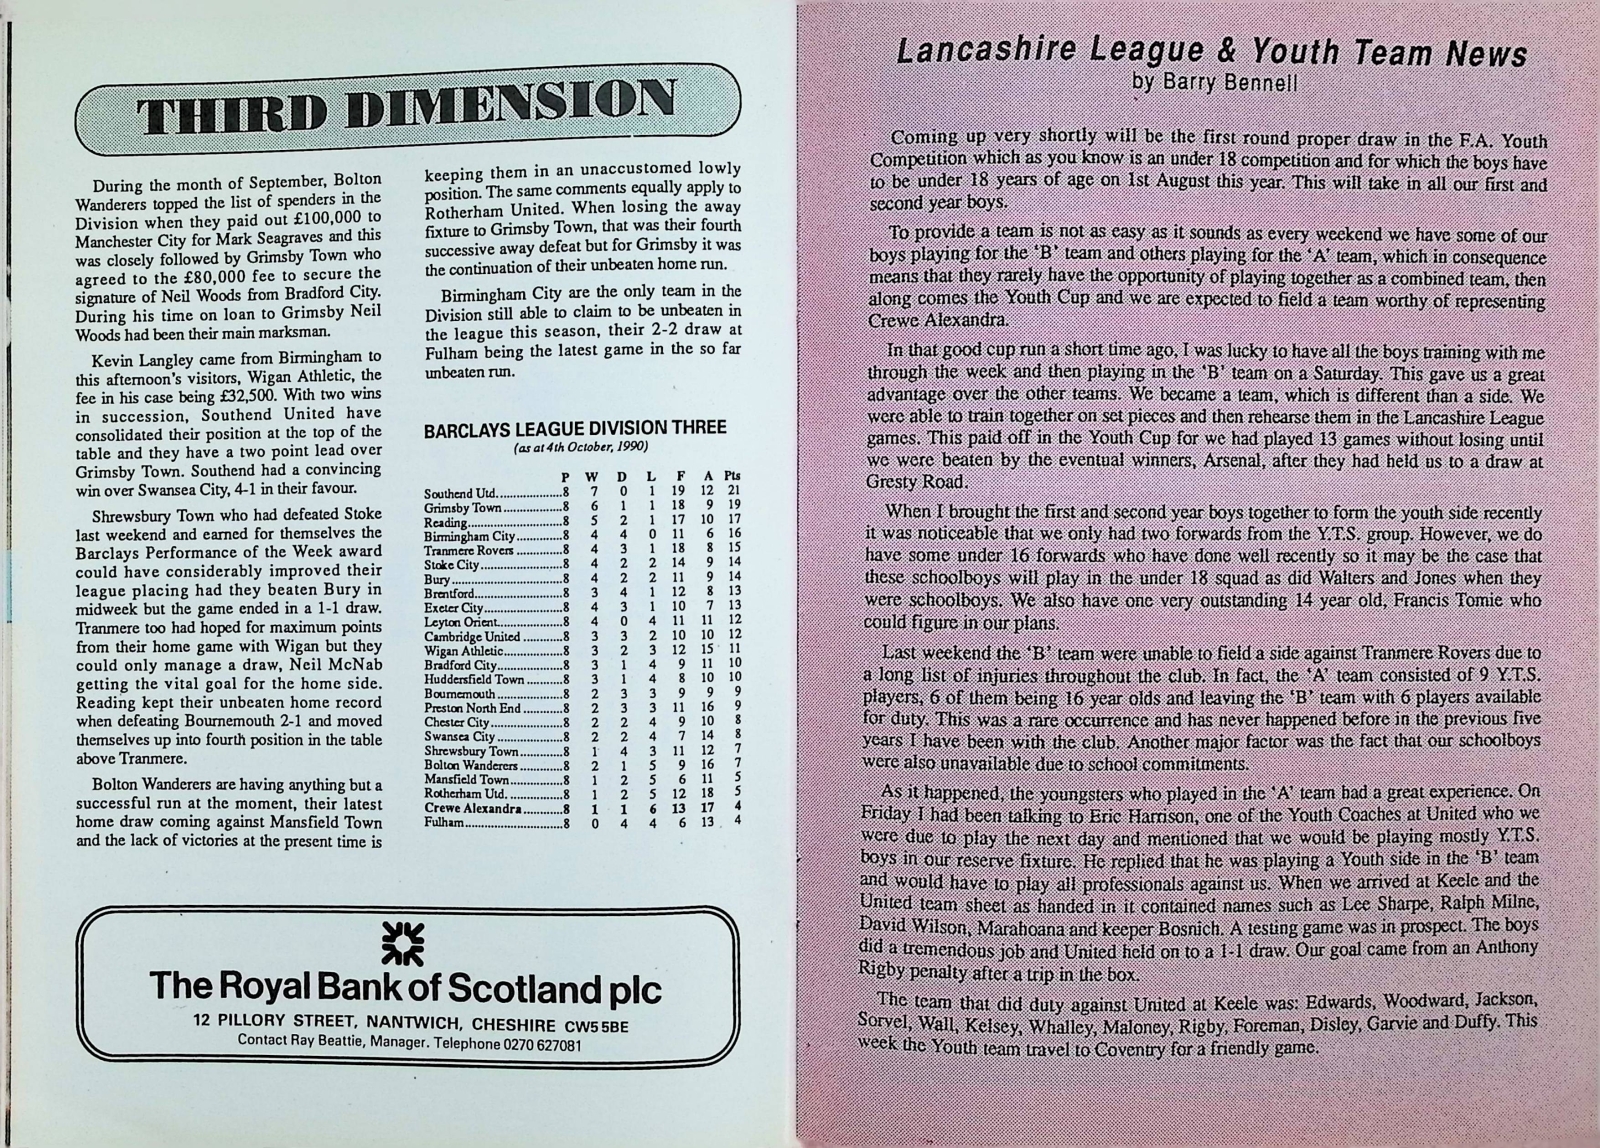 THIRD DIMENSION
During the month of September, Bolton
Wanderers topped the list of spenders in the
Division when they paid out £100,000 to
Manchester City for Mark Seagraves and this
was closely followed by Grimsby Town who
agreed to the £80,000 fee to secure the
signature of Neil Woods from Bradford City.
During his time on loan to Grimsby Neil
Woods had been their main marksman.
Kevin Langley came from Birmingham to
this afternoon's visitors, Wigan Athletic, the
fee in his case being £32,500. With two wins
in succession, Southend United have
consolidated their position at the top of the
table and they have a two point lead over
Grimsby Town. Southend had a convincing
win over Swansea City, 4-1 in their favour.
Shrewsbury Town who had defeated Stoke
last weekend and earned for themselves the
Barclays Performance of the Week award
could have considerably improved their
league placing had they beaten Bury in
midweek but the game ended in a 1-1 draw.
Tranmere too had hoped for maximum points
from their home game with Wigan but they
could only manage a draw, Neil McNab
getting the vital goal for the home side.
Reading kept their unbeaten home record
when defeating Bournemouth 2-1 and moved
themselves up into fourth position in the table
above Tranmere.
Bolton Wanderers are having anything but a
successful run at the moment, their latest
home draw coming against Mansfield Town
and the lack of victories at the present time is
keeping them in an unaccustomed lowly
position. The same comments equally apply to
Rotherham United. When losing the away
fixture to Grimsby Town, that was their fourth
successive away defeat but for Grimsby it was
the continuation of their unbeaten home run.
Birmingham City are the only team in the
Division still able to claim to be unbeaten in
the league this season, their 2-2 draw at
Fulham being the latest game in the so far
unbeaten run.
BARCLAYS LEAGUE DIVISION THREE
(as at 4th October, 1990)
P W D L F A Pts
Southend Utd....................8 7 0 1 19 12 21
Grimsby Town..................8 6 1 1 18 9 19
Reading.............................8 5 2 1 17 10 17
Birmingham City..............8 4 4 0 11 6 16
Tranmere Rovers..............8 4 3 1 18 8 15
Stoke City.........................8 4 2 2 14 9 14
Bury..................................8 4 2 2 11 9 14
Brentford...........................8 3 4 1 12 8 13
Exeter City........................8 4 3 1 10 7 13
Leyton Orient....................8 4 0 4 11 11 12
Cambridge United............8 3 3 2 10 10 12
Wigan Athletic..................8 3 2 3 12 15 11
Bradford City....................8 3 1 4 9 11 10
Huddersfield Town...........8 3 1 4 8 10 10
Bournemouth....................8 2 3 3 9 9 9
Preston North End............8 2 3 3 11 16 9
Chester City......................8 2 2 4 9 10 8
Swansea City....................8 2 2 4 7 14 8
Shrewsbury Town.............8 1 4 3 11 12 7
Bolton Wanderers.............8 2 1 5 9 16 7
Mansfield Town................8 1 2 5 6 11 5
Rotherham Utd.................8 1 2 5 12 18 5
Crewe Alexandra............8 1 1 6 13 17 4
Fulham..............................8 0 4 4 6 13 4
The Royal Bank of Scotland plc
12 PILLORY STREET, NANTWICH, CHESHIRE CW5 5BE
Contact Ray Beattie, Manager. Telephone 0270 627081
Lancashire League & Youth Team News
by Barry Bennell
Coming up very shortly will be the first round proper draw in the F.A. Youth
Competition which as you know is an under 18 competition and for which the boys have
to be under 18 years of age on 1st August this year. This will take in all our first and
second year boys.
To provide a team is not as easy as it sounds as every weekend we have some of our
boys playing for the 'B' team and others playing for the 'A' team, which in consequence
means that they rarely have the opportunity of playing together as a combined team, then
along comes the Youth Cup and we are expected to field a team worthy of representing
Crewe Alexandra.
In that good cup run a short time ago, I was lucky to have all the boys training with me
through the week and then playing in the 'B' team on a Saturday. This gave us a great
advantage over the other teams. We became a team, which is different than a side. We
were able to train together on set pieces and then rehearse them in the Lancashire League
games. This paid off in the Youth Cup for we had played 13 games without losing until
we were beaten by the eventual winners, Arsenal, after they had held us to a draw at
Gresty Road.
When I brought the first and second year boys together to form the youth side recently
it was noticeable that we only had two forwards from the Y.T.S. group. However, we do
have some under 16 forwards who have done well recently so it may be the case that
these schoolboys will play in the under 18 squad as did Walters and Jones when they
were schoolboys. We also have one very outstanding 14 year old, Francis Tomie who
could figure in our plans.
Last weekend the 'B' team were unable to field a side against Tranmere Rovers due to
a long list of injuries throughout the club. In fact, the 'A' team consisted of 9 Y.T.S.
players, 6 of them being 16 year olds and leaving the 'B' team with 6 players available
for duty. This was a rare occurrence and has never happened before in the previous five
years I have been with the club. Another major factor was the fact that our schoolboys
were also unavailable due to school commitments.
As it happened, the youngsters who played in the 'A' team had a great experience. On
Friday I had been talking to Eric Harrison, one of the Youth Coaches at United who we
were due to play the next day and mentioned that we would be playing mostly Y.T.S.
boys in our reserve fixture. He replied that he was playing a Youth side in the 'B' team
and would have to play all professionals against us. When we arrived at Keele and the
United team sheet as handed in it contained names such as Lee Sharpe, Ralph Milne,
David Wilson, Marahoana and keeper Bosnich. A testing game was in prospect. The boys
did a tremendous job and United held on to a 1-1 draw. Our goal came from an Anthony
Rigby penalty after a trip in the box.
The team that did duty against United at Keele was: Edwards, Woodward, Jackson,
Sorvel, Wall, Kelsey, Whalley, Maloney, Rigby, Foreman, Disley, Garvie and Duffy. This
week the Youth team travel to Coventry for a friendly game.